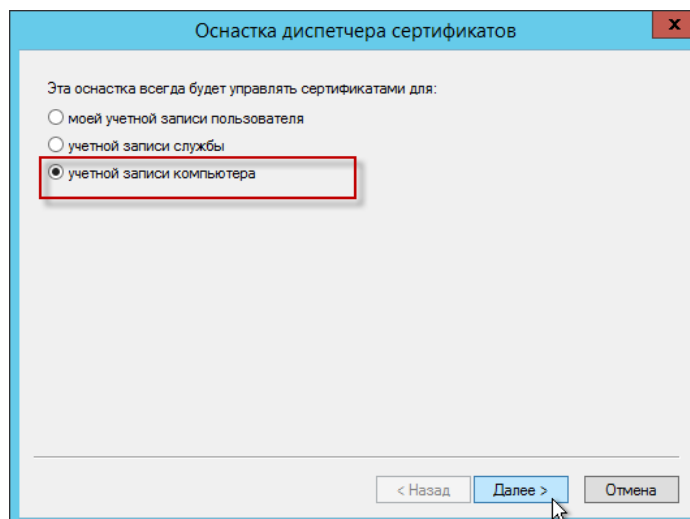 Оснастка диспетчера сертификатов
x
Эта оснастка всегда будет управлять сертификатами для:
моей учетной записи пользователя
учетной записи службы
учетной записи компьютера
< Назад
Далее >
Отмена